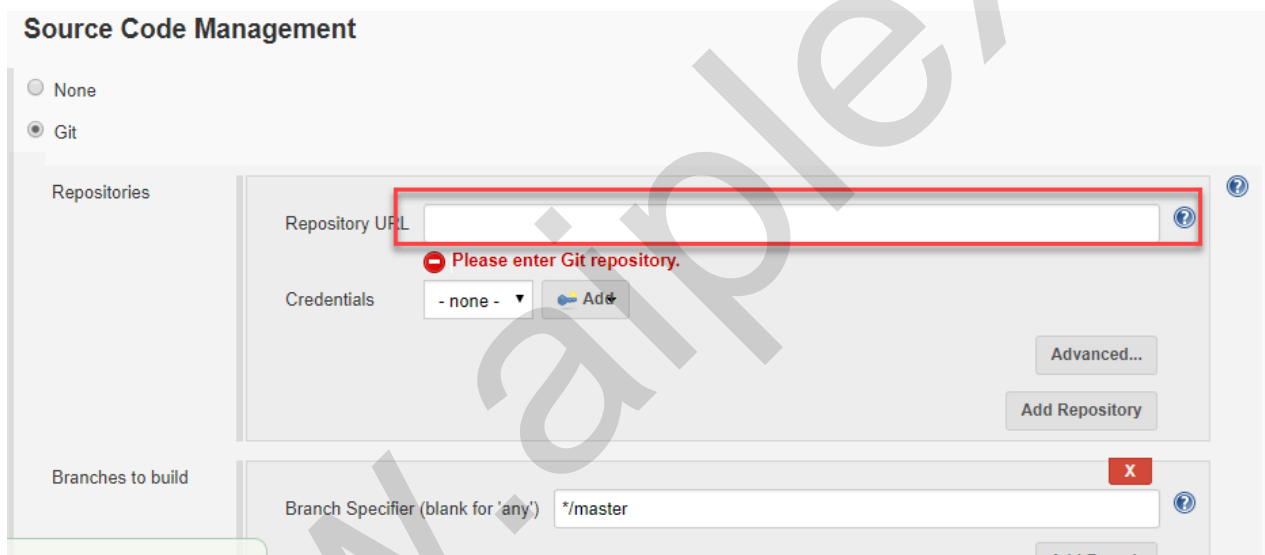 Source Code Management
None
Git
Repositories
Repository URL
Please enter Git repository.
Credentials
- none -
Add
Advanced...
Add Repository
Branches to build
X
Branch Specifier (blank for 'any')
*/master